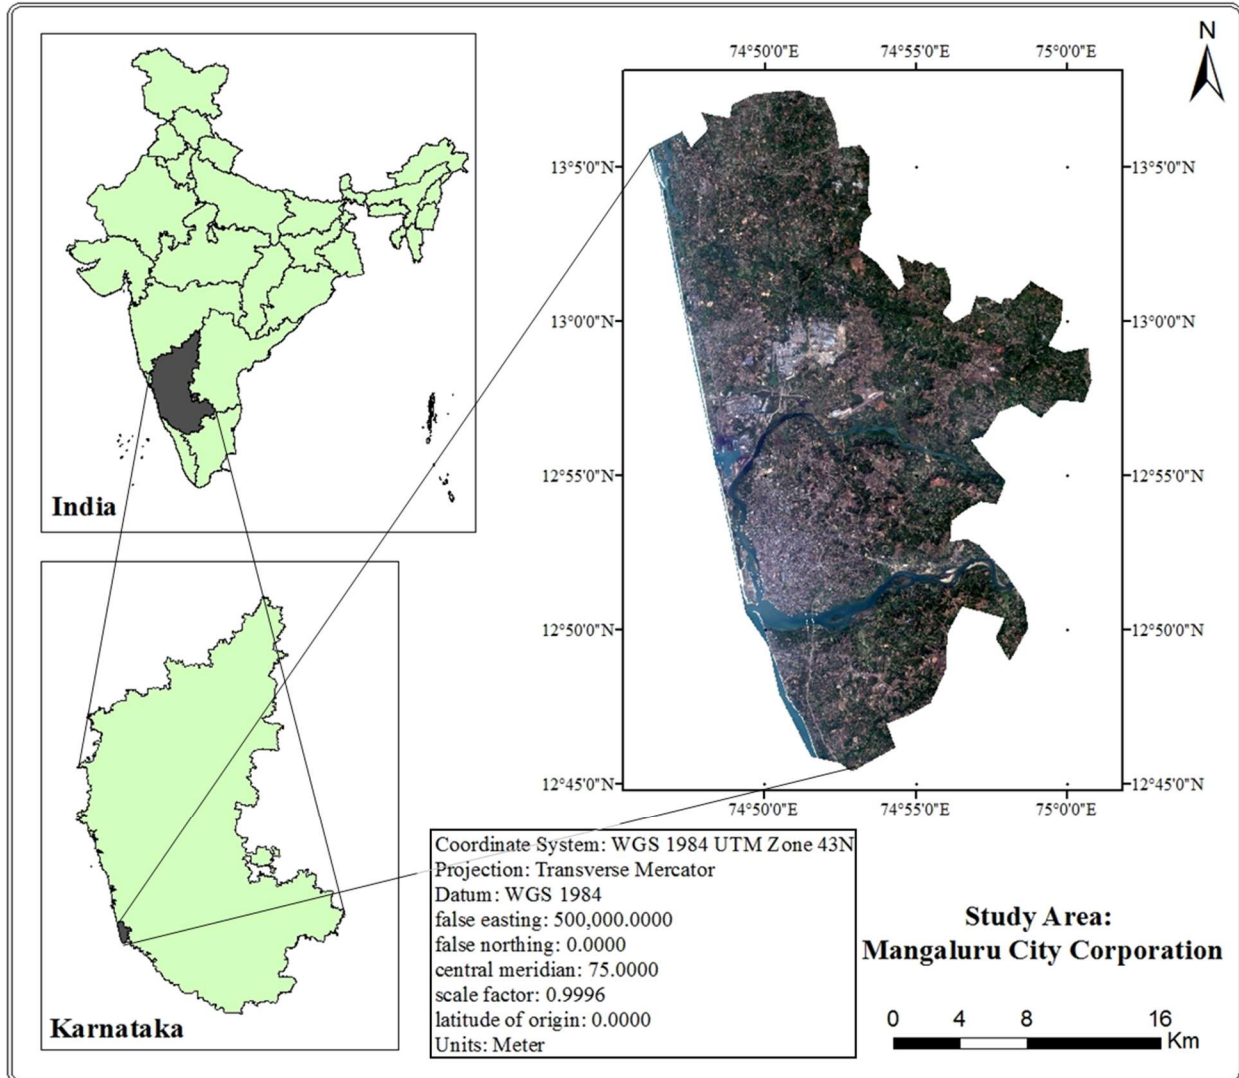 N
74°50'0"E 74°55'0"E 75°0'0"E
13°5'0"N 13°5'0"N
13°0'0"N 13°0'0"N
12°55'0"N 12°55'0"N
12°50'0"N 12°50'0"N
12°45'0"N 12°45'0"N
74°50'0"E 74°55'0"E 75°0'0"E
India
Karnataka
Coordinate System: WGS 1984 UTM Zone 43N
Projection: Transverse Mercator
Datum: WGS 1984
false easting: 500,000.0000
false northing: 0.0000
central meridian: 75.0000
scale factor: 0.9996
latitude of origin: 0.0000
Units: Meter
Study Area:
Mangaluru City Corporation
0 4 8 16
Km